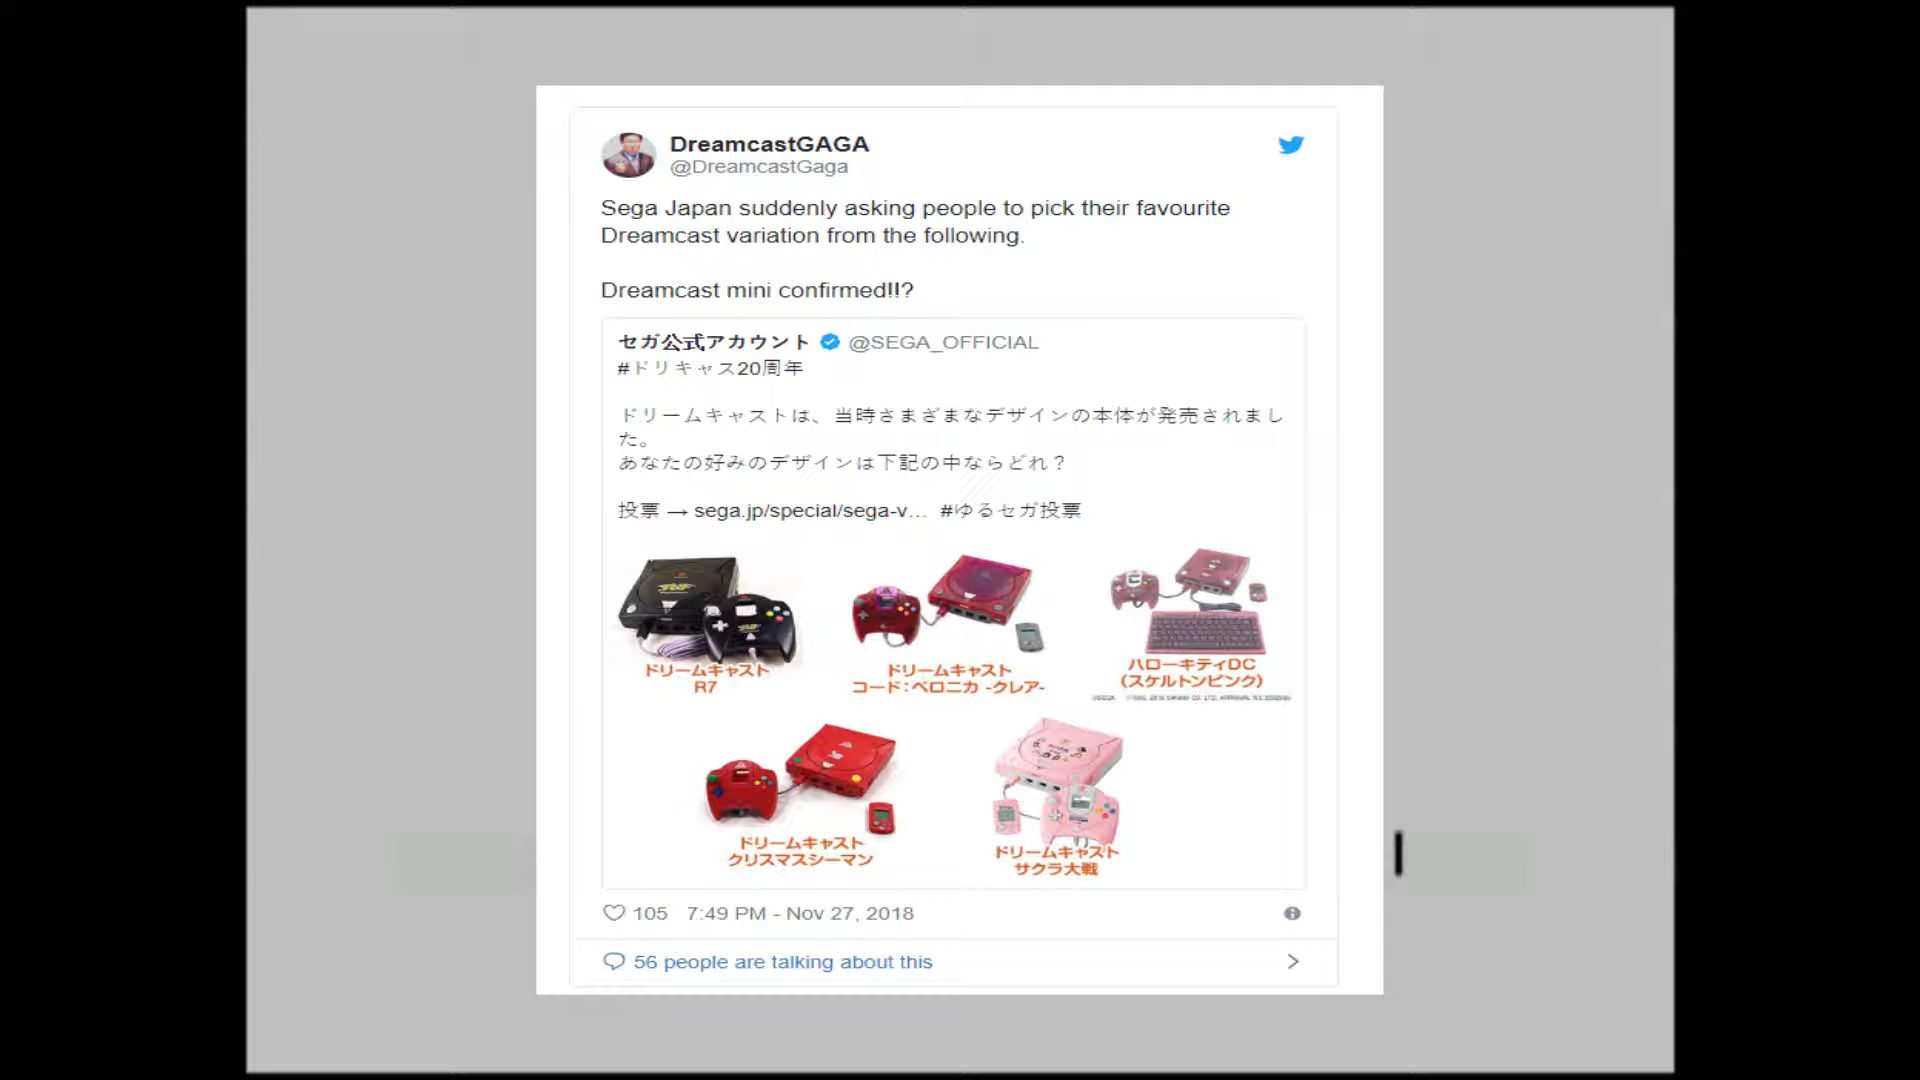 DreamcastGAGA
@DreamcastGaga
Sega Japan suddenly asking people to pick their favourite
Dreamcast variation from the following.
Dreamcast mini confirmed!!?
セガ公式アカウント @SEGA_OFFICIAL
#ドリキャス20周年
ドリームキャストは、当時さまざまなデザインの本体が発売されまし
た。
あなたの好みのデザインは下記の中ならどれ？
投票 → sega.jp/special/sega-v… #ゆるセガ投票
ドリームキャスト
R7
ドリームキャスト
コード：ベロニカ -クレア-
ハローキティDC
（スケルトンピンク）
ドリームキャスト
クリスマスシーマン
ドリームキャスト
サクラ大戦
105 7:49 PM - Nov 27, 2018
56 people are talking about this